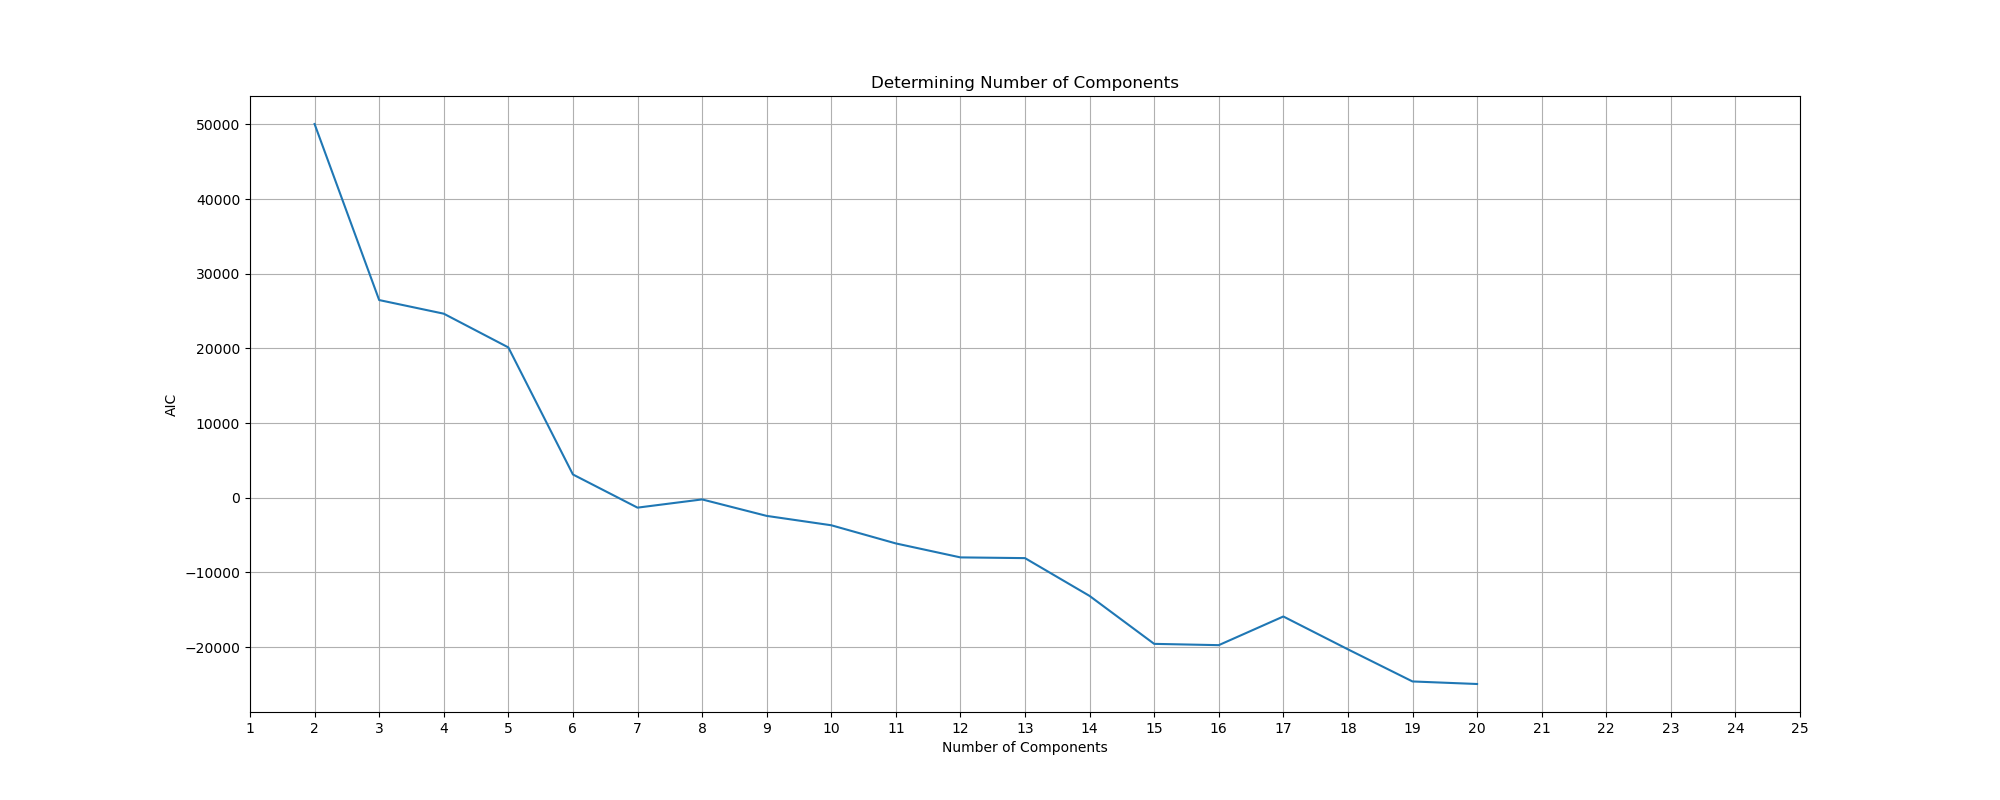 Determining Number of Components
50000
40000
30000
20000
10000
0
−10000
−20000
AIC
1 2 3 4 5 6 7 8 9 10 11 12 13 14 15 16 17 18 19 20 21 22 23 24 25
Number of Components